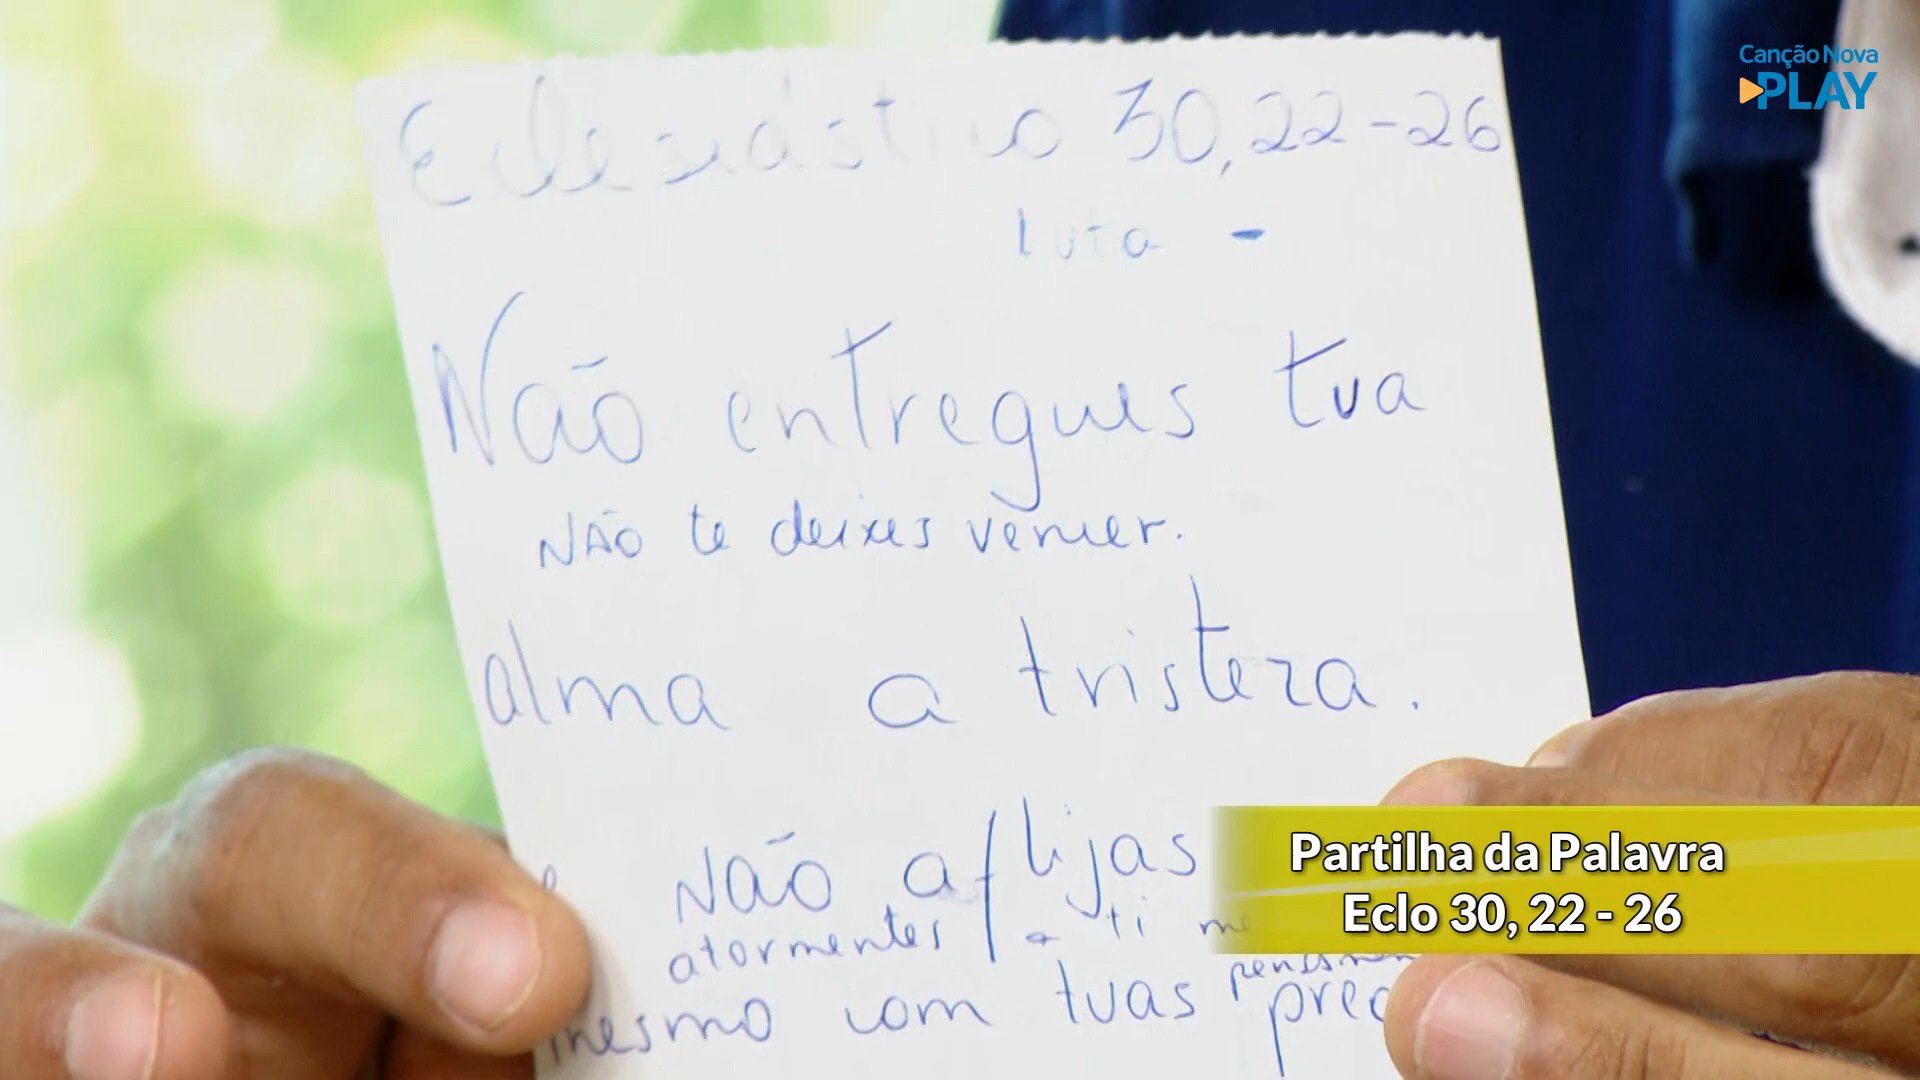 Canção Nova
PLAY
Eclesiástico 30,22-26
luta -
Não entregues tua
NÃO te deixes vencer.
alma a tristeza.
Não aflijas
atormentes / a ti
mesmo com tuas
Partilha da Palavra
Eclo 30, 22 - 26